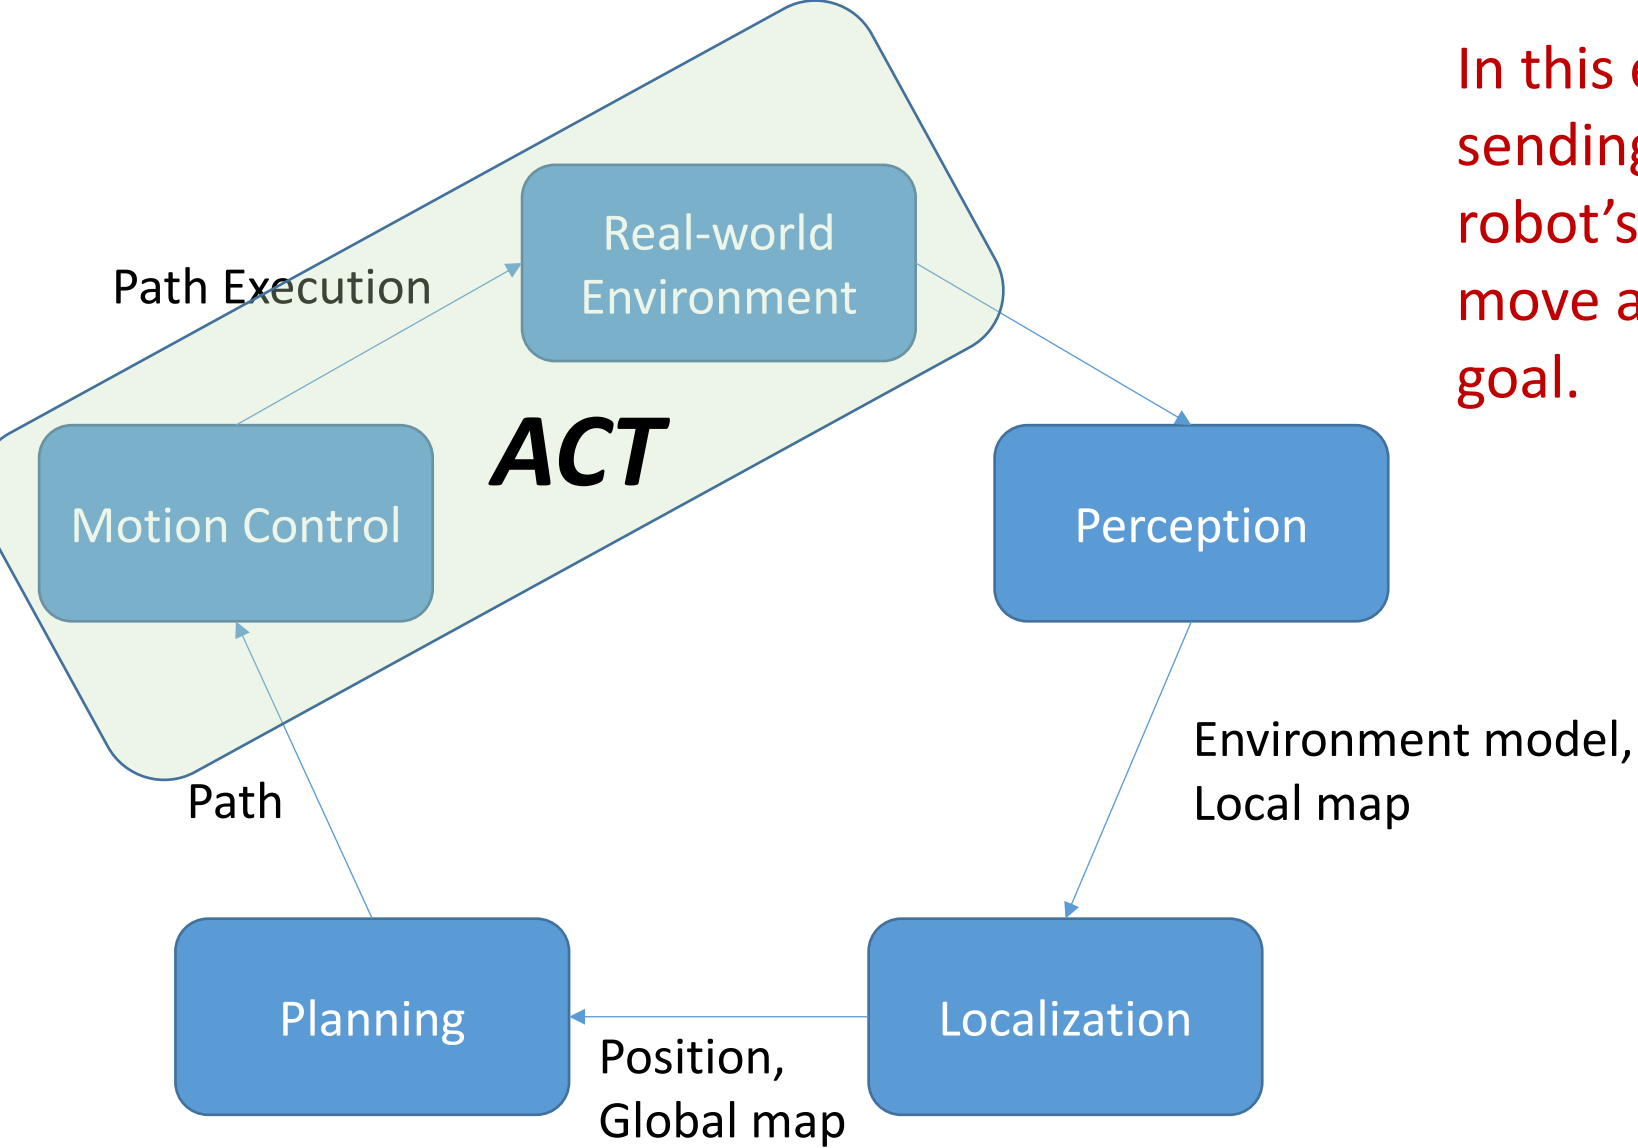 In this
sending
robot’s
move a
goal.
Real-world
Environment
Path Execution
ACT
Motion Control
Perception
Environment model,
Local map
Path
Planning
Localization
Position,
Global map